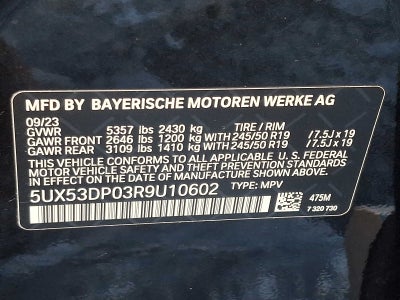 MFD BY BAYERISCHE MOTOREN WERKE AG
09/23
GVWR 5357 lbs 2430 kg TIRE / RIM
GAWR FRONT 2646 lbs 1200 kg WITH 245/50 R19 / 7.5J x 19
GAWR REAR 3109 lbs 1410 kg WITH 245/50 R19 / 7.5J x 19
THIS VEHICLE CONFORMS TO ALL APPLICABLE U.S. FEDERAL
MOTOR VEHICLE SAFETY AND THEFT PREVENTION STANDARDS
IN EFFECT ON THE DATE OF MANUFACTURE SHOWN ABOVE.
5UX53DP03R9U10602 TYPE: MPV
475M
7 320 730